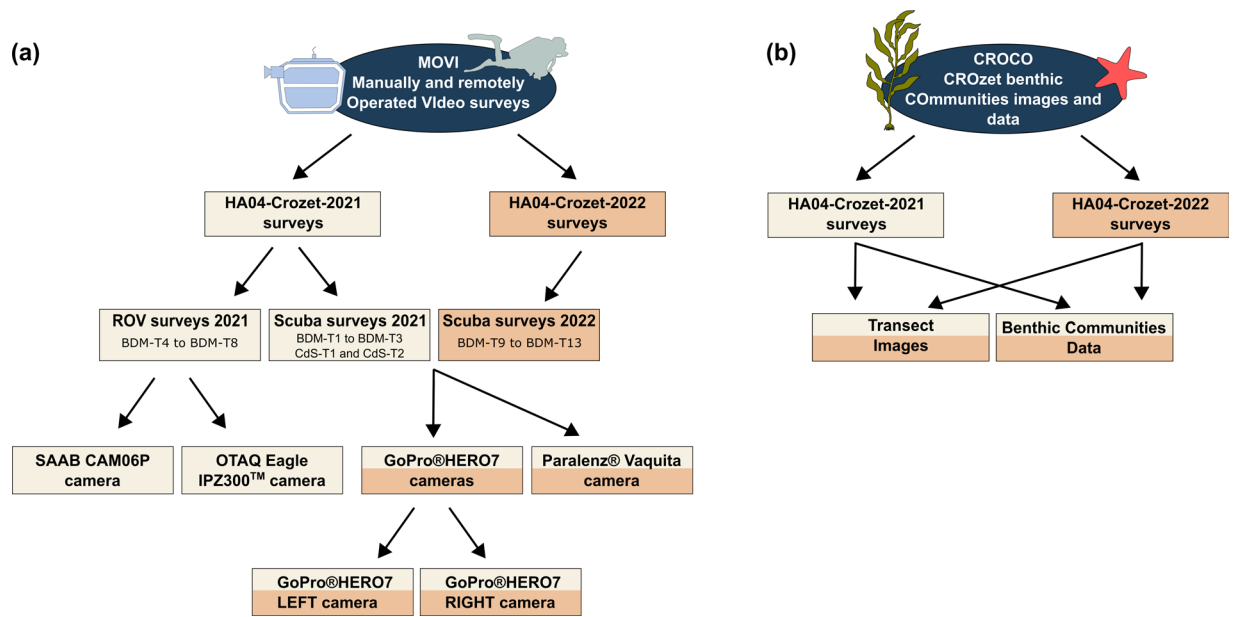 (a)
MOVI
Manually and remotely
Operated VIdeo surveys
HA04-Crozet-2021
surveys
HA04-Crozet-2022
surveys
ROV surveys 2021
BDM-T4 to BDM-T8
Scuba surveys 2021
BDM-T1 to BDM-T3
CdS-T1 and CdS-T2
Scuba surveys 2022
BDM-T9 to BDM-T13
SAAB CAM06P
camera
OTAQ Eagle
IPZ300™ camera
GoPro®HERO7
cameras
Paralenz® Vaquita
camera
GoPro®HERO7
LEFT camera
GoPro®HERO7
RIGHT camera
(b)
CROCO
CROzet benthic
COmmunities images and
data
HA04-Crozet-2021
surveys
HA04-Crozet-2022
surveys
Transect
Images
Benthic Communities
Data